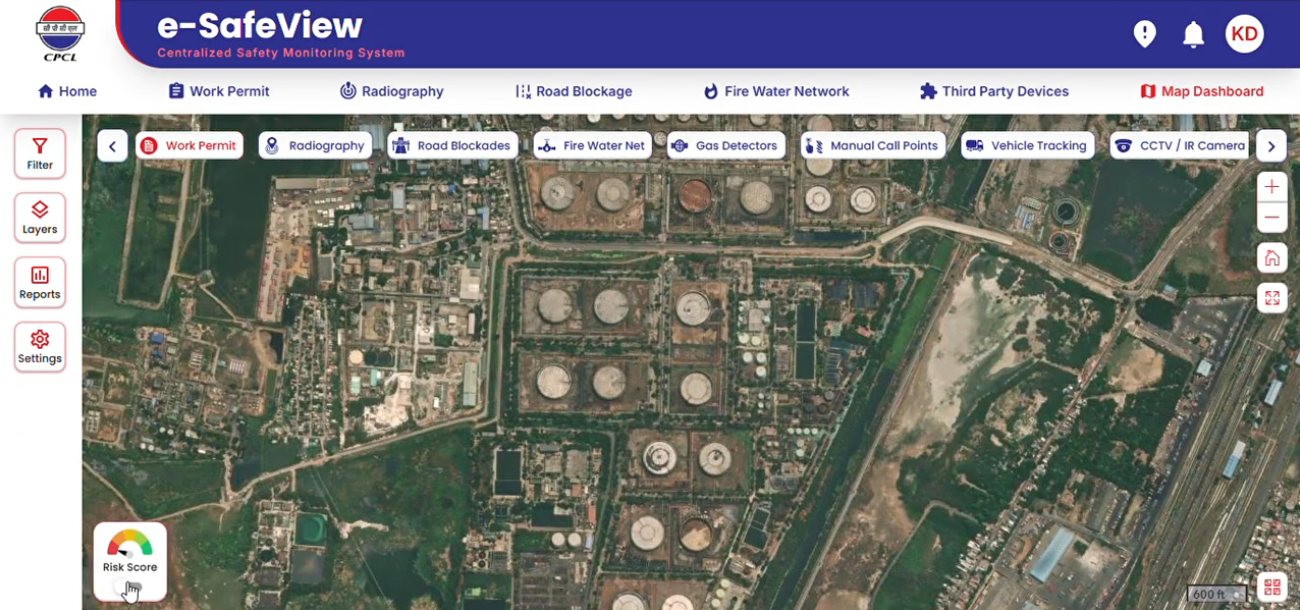 सी पी सी एल
CPCL
e-SafeView
Centralized Safety Monitoring System
KD
Home
Work Permit
Radiography
Road Blockage
Fire Water Network
Third Party Devices
Map Dashboard
Filter
Layers
Reports
Settings
Work Permit
Radiography
Road Blockades
Fire Water Net
Gas Detectors
Manual Call Points
Vehicle Tracking
CCTV / IR Camera
Risk Score
600 ft